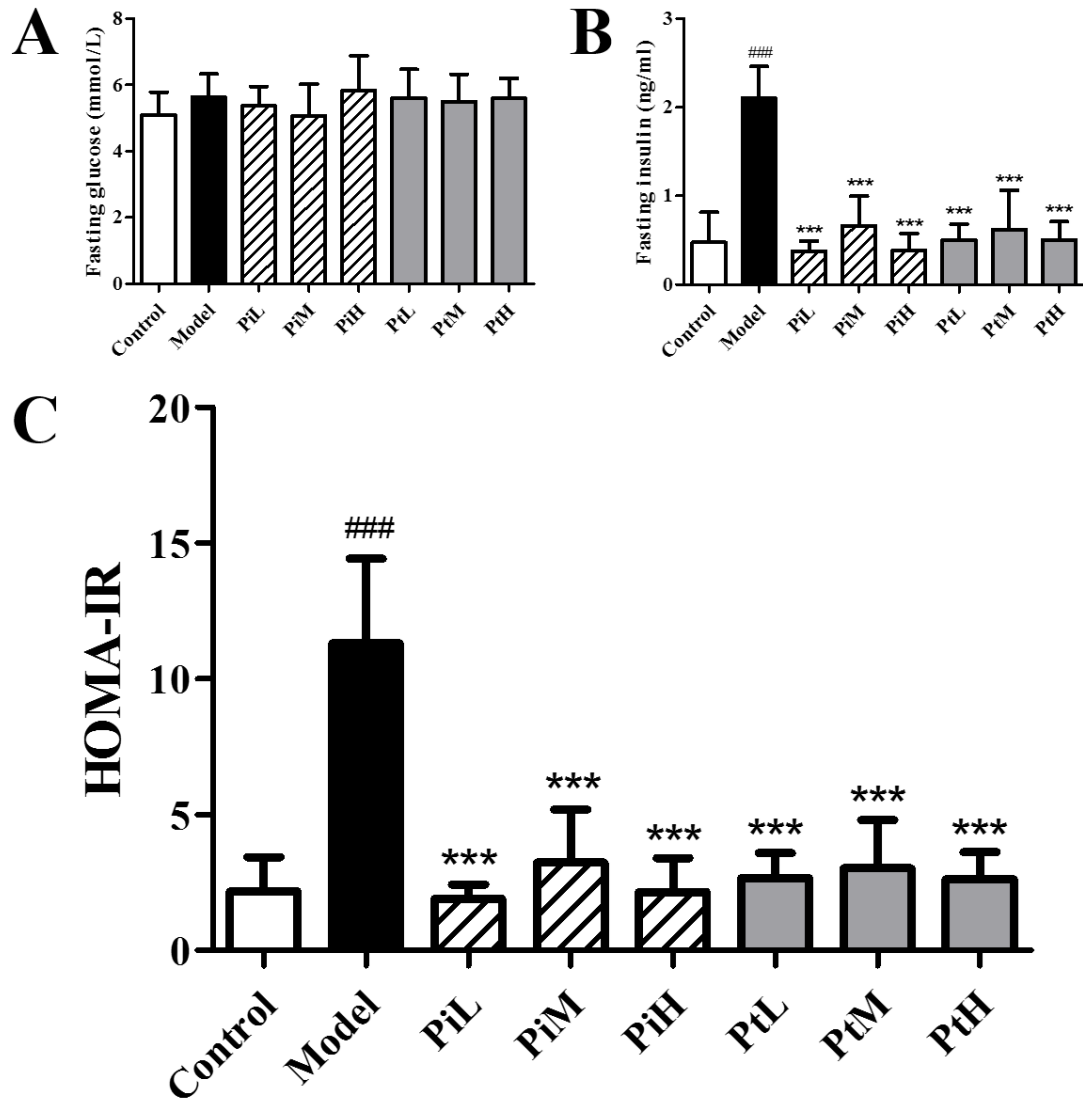 A
Fasting glucose (mmol/L)
8
6
4
2
0
Control
Model
PiL
PiM
PiH
PtL
PtM
PtH
B
Fasting insulin (ng/ml)
3
2
1
0
###
***
***
***
***
***
***
Control
Model
PiL
PiM
PiH
PtL
PtM
PtH
C
HOMA-IR
20
15
10
5
0
###
***
***
***
***
***
***
Control
Model
PiL
PiM
PiH
PtL
PtM
PtH